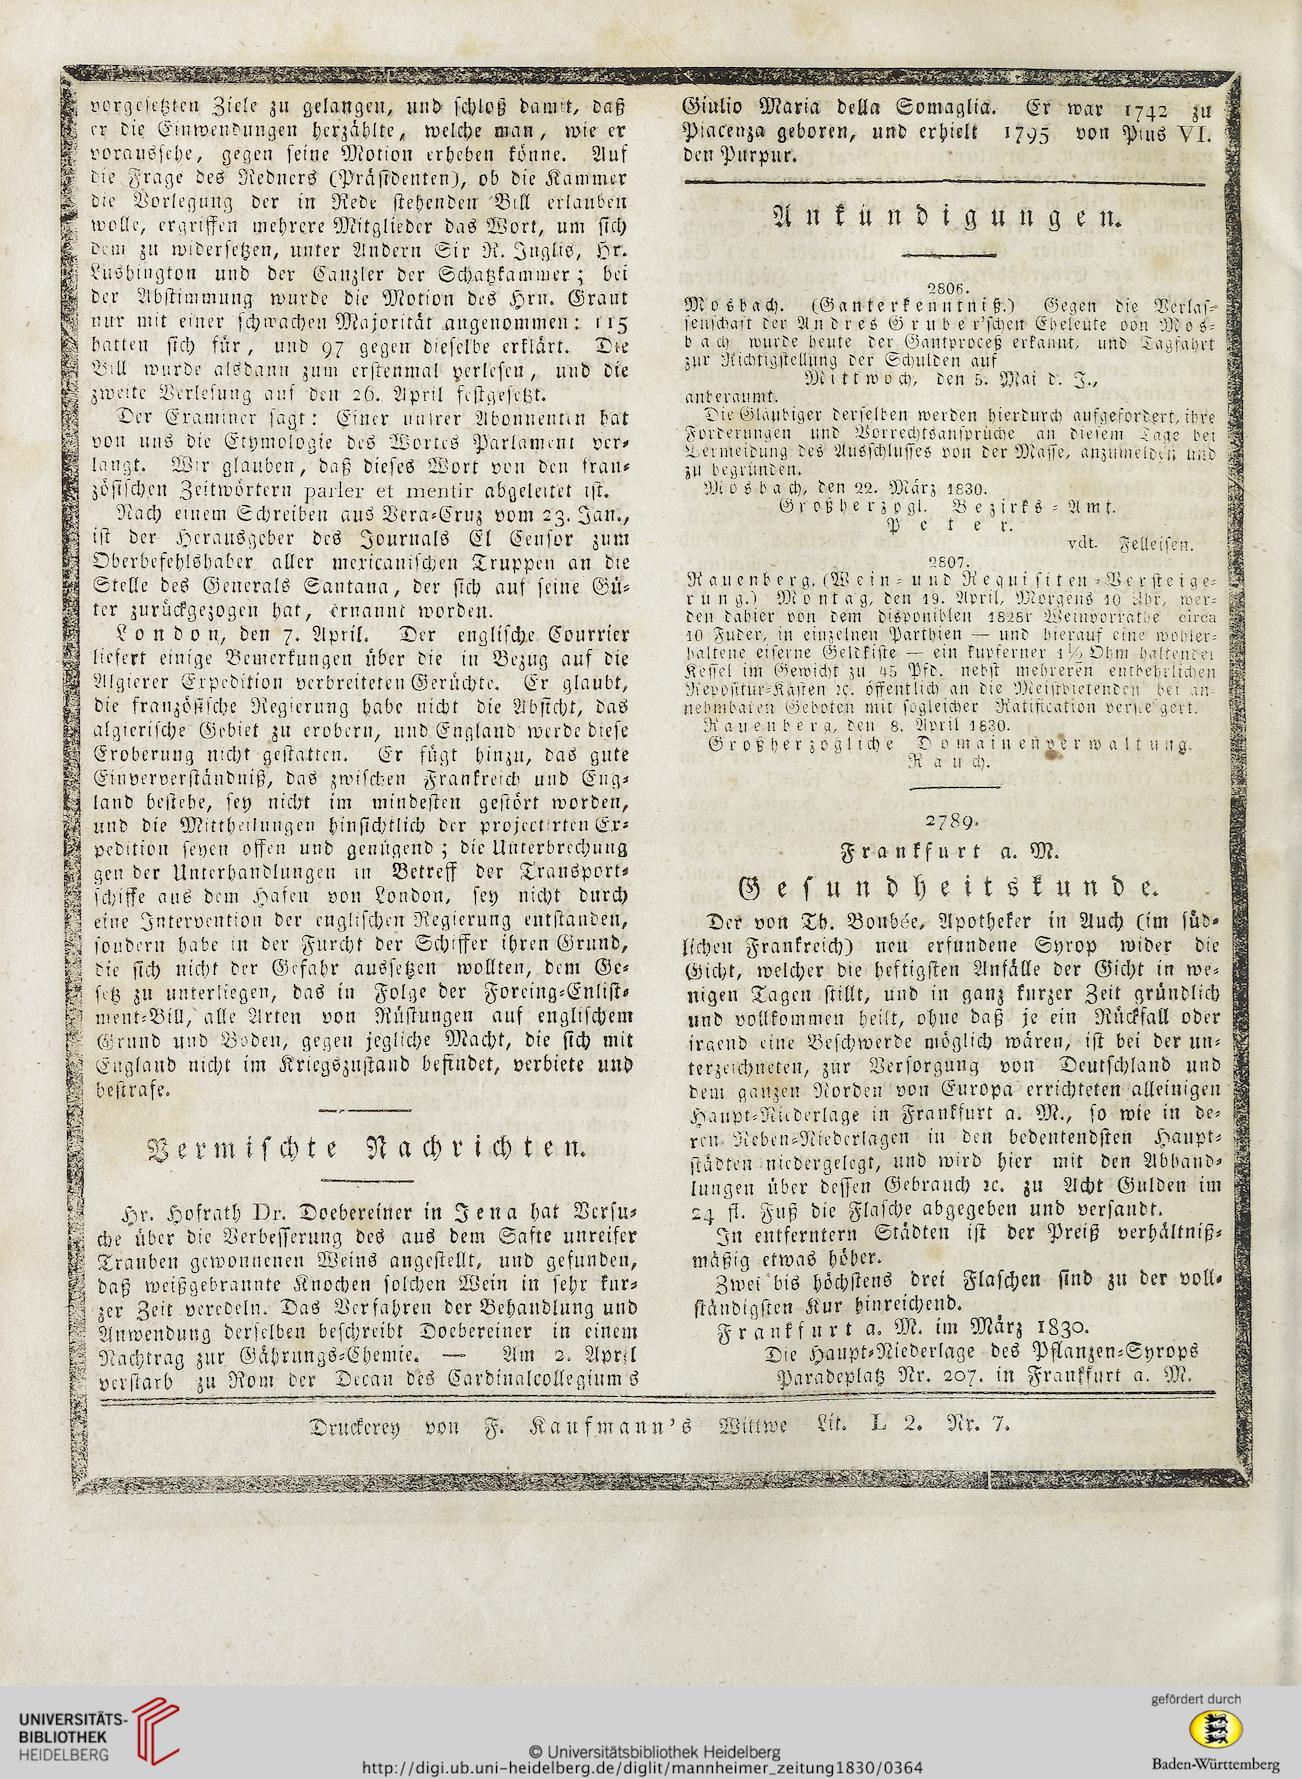 vorgesetzten Ziele zu gelangen, und schloß damit, daß
er die Einwendungen herzählte, welche man, wie er
voraussehe, gegen seine Motion erheben könne. Auf
die Frage des Redners (Präsidenten), ob die Kammer
die Vorlegung der in Rede stehenden Bill erlauben
wolle, ergriffen mehrere Mitglieder das Wort, um sich
dem zu widersetzen, unter Andern Sir R. Inglis, Hr.
Lushington und der Canzler der Schatzkammer; bei
der Abstimmung wurde die Motion des Hrn. Grant
nur mit einer schwachen Majorität angenommen: 115
hatten sich für, und 97 gegen dieselbe erklärt. Die
Bill wurde alsdann zum erstenmal verlesen, und die
zweite Verlesung auf den 26. April festgesetzt.
Der Examiner sagt: Einer unsrer Abonnenten hat
von uns die Etymologie des Wortes Parlament ver-
langt. Wir glauben, daß dieses Wort von den fran-
zösischen Zeitwörtern parler et mentir abgeleitet ist.
Nach einem Schreiben aus Vera-Cruz vom 23. Jan.,
ist der Herausgeber des Journals El Censor zum
Oberbefehlshaber aller mexicanischen Truppen an die
Stelle des Generals Santana, der sich auf seine Gü-
ter zurückgezogen hat, ernannt worden.
London, den 7. April. Der englische Courrier
liefert einige Bemerkungen über die in Bezug auf die
Algierer Expedition verbreiteten Gerüchte. Er glaubt,
die französische Regierung habe nicht die Absicht, das
algierische Gebiet zu erobern, und England werde diese
Eroberung nicht gestatten. Er fügt hinzu, das gute
Einververständniß, das zwischen Frankreich und Eng-
land bestehe, sey nicht im mindesten gestört worden,
und die Mittheilungen hinsichtlich der projectirten Ex-
pedition seyen offen und genügend; die Unterbrechung
gen der Unterhandlungen in Betreff der Transport-
schiffe aus dem Hafen von London, sey nicht durch
eine Intervention der englischen Regierung entstanden,
sondern habe in der Furcht der Schiffer ihren Grund,
die sich nicht der Gefahr aussetzen wollten, dem Ge-
setz zu unterliegen, das in Folge der Foreing-Enlist-
ment-Bill, alle Arten von Rüstungen auf englischem
Grund und Boden, gegen jegliche Macht, die sich mit
England nicht im Kriegszustand befindet, verbiete und
bestrafe.
Vermischte Nachrichten.
Hr. Hofrath Dr. Doebereiner in Jena hat Versu-
che über die Verbesserung des aus dem Safte unreifer
Trauben gewonnenen Weins angestellt, und gefunden,
daß weißgebrannte Knochen solchen Wein in sehr kur-
zer Zeit veredeln. Das Verfahren der Behandlung und
Anwendung derselben beschreibt Doebereiner in einem
Nachtrag zur Gährungs-Chemie. — Am 2. April
verstarb zu Rom der Decan des Cardinalcollegiums
Giulio Maria della Somaglia. Er war 1742 zu
Piacenza geboren, und erhielt 1795 von Pius VI.
den Purpur.
Ankündigungen.
2806.
Mosbach. (Ganterkenntniß.) Gegen die Verlas-
senschaft der Andres Gruber'schen Eheleute von Mos-
bach wurde heute der Gantproceß erkannt, und Tagfahrt
zur Richtigstellung der Schulden auf
Mittwoch, den 5. Mai d. J.,
anberaumt.
Die Gläubiger derselben werden hierdurch aufgefordert, ihre
Forderungen und Vorrechtsansprüche an diesem Tage bei
Vermeidung des Ausschlusses von der Masse, anzumelden und
zu begründen.
Mosbach, den 22. März 1830.
Großherzogl. Bezirks-Amt.
Peter.
vdt. Felleisen.
2807.
Rauenberg. (Wein- und Requisiten-Versteige-
rung.) Montag, den 19. April, Morgens 10 Uhr, wer-
den dahier von dem disponiblen 1828r Weinvorrathe circa
10 Fuder, in einzelnen Parthien — und hierauf eine wohler-
haltene eiserne Geldkiste — ein kupferner 1½ Ohm haltender
Kessel im Gewicht zu 45 Pfd. nebst mehreren entbehrlichen
Repositur-Kästen ꝛc. öffentlich an die Meistbietenden bei an-
nehmbaren Geboten mit sogleicher Ratification versteigert.
Rauenberg, den 8. April 1830.
Großherzogliche Domainenverwaltung.
Rauch.
2789.
Frankfurt a. M.
Gesundheitskunde.
Der von Th. Boubée, Apotheker in Auch (im süd-
lichen Frankreich) neu erfundene Syrop wider die
Gicht, welcher die heftigsten Anfälle der Gicht in we-
nigen Tagen stillt, und in ganz kurzer Zeit gründlich
und vollkommen heilt, ohne daß je ein Rückfall oder
irgend eine Beschwerde möglich wären, ist bei der un-
terzeichneten, zur Versorgung von Deutschland und
dem ganzen Norden von Europa errichteten alleinigen
Haupt-Niederlage in Frankfurt a. M., so wie in de-
ren Neben-Niederlagen in den bedeutendsten Haupt-
städten niedergelegt, und wird hier mit den Abhand-
lungen über dessen Gebrauch ꝛc. zu Acht Gulden im
24 fl. Fuß die Flasche abgegeben und versandt.
In entferntern Städten ist der Preiß verhältniß-
mäßig etwas höher.
Zwei bis höchstens drei Flaschen sind zu der voll-
ständigsten Kur hinreichend.
Frankfurt a. M. im März 1830.
Die Haupt-Niederlage des Pflanzen-Syrops
Paradeplatz Nr. 207. in Frankfurt a. M.
Druckerey von F. Kaufmann's Wittwe Lit. L 2. Nr. 7.
UNIVERSITÄTS-
BIBLIOTHEK
HEIDELBERG
© Universitätsbibliothek Heidelberg
http://digi.ub.uni-heidelberg.de/diglit/mannheimer_zeitung1830/0364
gefördert durch
Baden-Württemberg